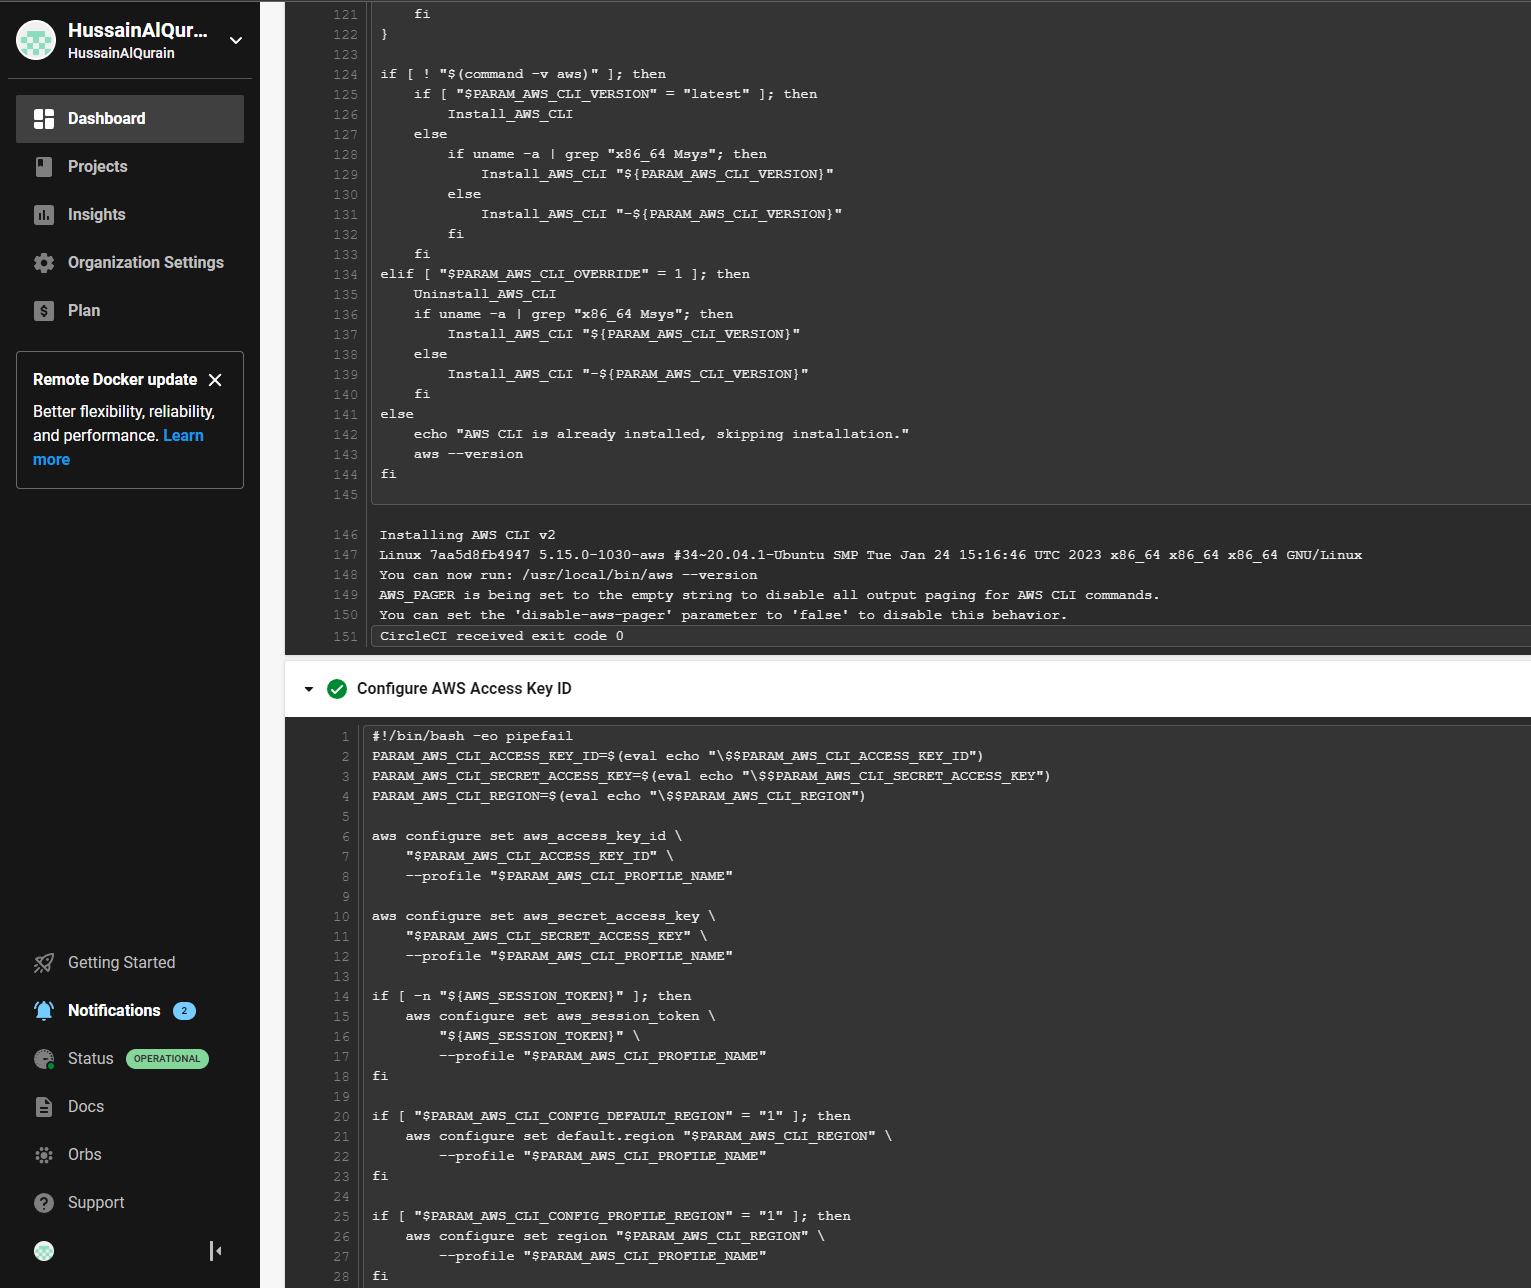 HussainAlQur...
HussainAlQurain
Dashboard
Projects
Insights
Organization Settings
Plan
Remote Docker update
Better flexibility, reliability,
and performance. Learn
more
Getting Started
Notifications 2
Status OPERATIONAL
Docs
Orbs
Support
121 fi
122 }
123
124 if [ ! "$(command -v aws)" ]; then
125 if [ "$PARAM_AWS_CLI_VERSION" = "latest" ]; then
126 Install_AWS_CLI
127 else
128 if uname -a | grep "x86_64 Msys"; then
129 Install_AWS_CLI "${PARAM_AWS_CLI_VERSION}"
130 else
131 Install_AWS_CLI "-${PARAM_AWS_CLI_VERSION}"
132 fi
133 fi
134 elif [ "$PARAM_AWS_CLI_OVERRIDE" = 1 ]; then
135 Uninstall_AWS_CLI
136 if uname -a | grep "x86_64 Msys"; then
137 Install_AWS_CLI "${PARAM_AWS_CLI_VERSION}"
138 else
139 Install_AWS_CLI "-${PARAM_AWS_CLI_VERSION}"
140 fi
141 else
142 echo "AWS CLI is already installed, skipping installation."
143 aws --version
144 fi
145
146 Installing AWS CLI v2
147 Linux 7aa5d8fb4947 5.15.0-1030-aws #34~20.04.1-Ubuntu SMP Tue Jan 24 15:16:46 UTC 2023 x86_64 x86_64 x86_64 GNU/Linux
148 You can now run: /usr/local/bin/aws --version
149 AWS_PAGER is being set to the empty string to disable all output paging for AWS CLI commands.
150 You can set the 'disable-aws-pager' parameter to 'false' to disable this behavior.
151 CircleCI received exit code 0
Configure AWS Access Key ID
1 #!/bin/bash -eo pipefail
2 PARAM_AWS_CLI_ACCESS_KEY_ID=$(eval echo "\$$PARAM_AWS_CLI_ACCESS_KEY_ID")
3 PARAM_AWS_CLI_SECRET_ACCESS_KEY=$(eval echo "\$$PARAM_AWS_CLI_SECRET_ACCESS_KEY")
4 PARAM_AWS_CLI_REGION=$(eval echo "\$$PARAM_AWS_CLI_REGION")
5
6 aws configure set aws_access_key_id \
7 "$PARAM_AWS_CLI_ACCESS_KEY_ID" \
8 --profile "$PARAM_AWS_CLI_PROFILE_NAME"
9
10 aws configure set aws_secret_access_key \
11 "$PARAM_AWS_CLI_SECRET_ACCESS_KEY" \
12 --profile "$PARAM_AWS_CLI_PROFILE_NAME"
13
14 if [ -n "${AWS_SESSION_TOKEN}" ]; then
15 aws configure set aws_session_token \
16 "${AWS_SESSION_TOKEN}" \
17 --profile "$PARAM_AWS_CLI_PROFILE_NAME"
18 fi
19
20 if [ "$PARAM_AWS_CLI_CONFIG_DEFAULT_REGION" = "1" ]; then
21 aws configure set default.region "$PARAM_AWS_CLI_REGION" \
22 --profile "$PARAM_AWS_CLI_PROFILE_NAME"
23 fi
24
25 if [ "$PARAM_AWS_CLI_CONFIG_PROFILE_REGION" = "1" ]; then
26 aws configure set region "$PARAM_AWS_CLI_REGION" \
27 --profile "$PARAM_AWS_CLI_PROFILE_NAME"
28 fi